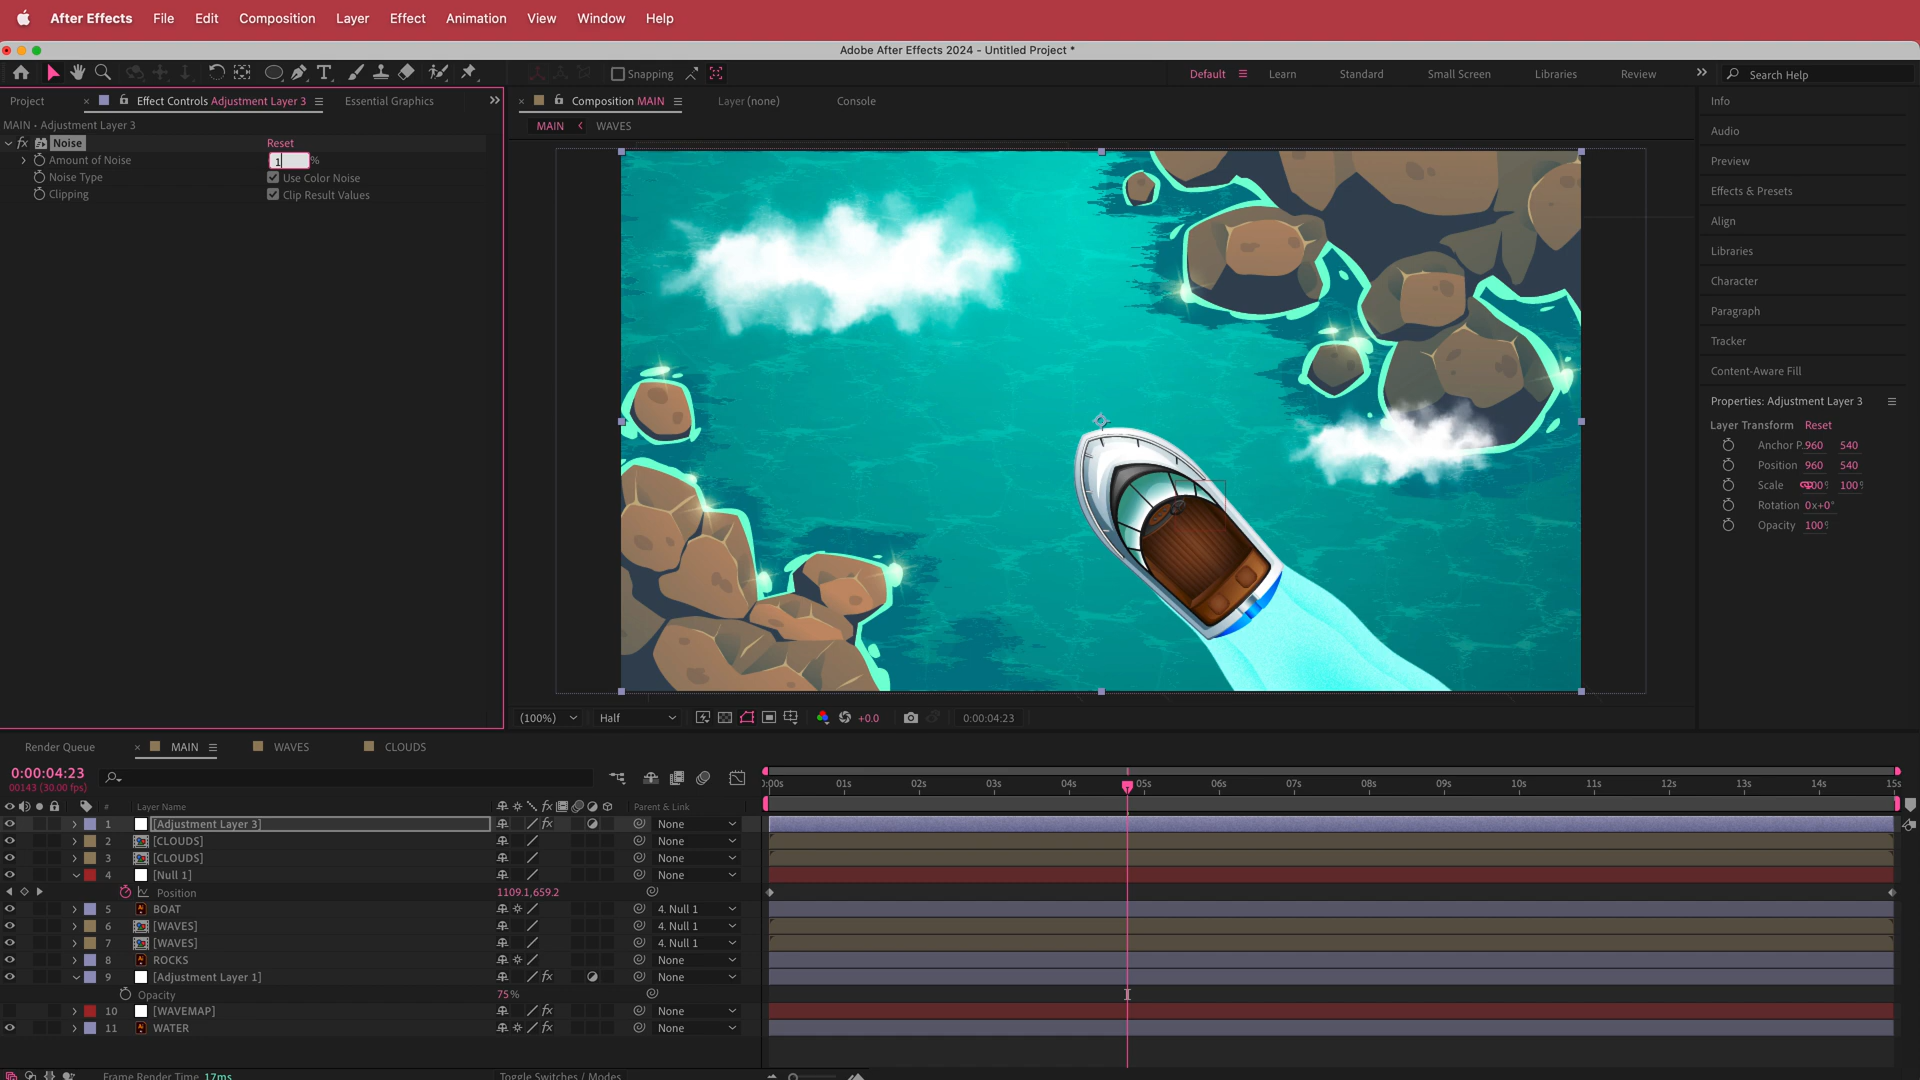 After Effects File Edit Composition Layer Effect Animation View Window Help
Adobe After Effects 2024 - Untitled Project *
Snapping Default Learn Standard Small Screen Libraries Review Search Help
Project Effect Controls Adjustment Layer 3 Essential Graphics Composition MAIN Layer (none) Console
MAIN • Adjustment Layer 3
MAIN WAVES
fx Noise Reset
Amount of Noise 1 %
Noise Type Use Color Noise
Clipping Clip Result Values
Info
Audio
Preview
Effects & Presets
Align
Libraries
Character
Paragraph
Tracker
Content-Aware Fill
Properties: Adjustment Layer 3
Layer Transform Reset
Anchor P. 960 540
Position 960 540
Scale 100% 100%
Rotation 0x+0°
Opacity 100%
(100%) Half +0.0 0:00:04:23
Render Queue MAIN WAVES CLOUDS
0:00:04:23
00143 (30.00 fps)
:00s 01s 02s 03s 04s 05s 06s 07s 08s 09s 10s 11s 12s 13s 14s 15s
# Layer Name fx Parent & Link
1 [Adjustment Layer 3] fx None
2 [CLOUDS] None
3 [CLOUDS] None
4 [Null 1] None
Position 1109.1,659.2
5 BOAT 4. Null 1
6 [WAVES] 4. Null 1
7 [WAVES] 4. Null 1
8 ROCKS None
9 [Adjustment Layer 1] fx None
Opacity 75%
10 [WAVEMAP] fx None
11 WATER fx None
Frame Render Time 17ms Toggle Switches / Modes